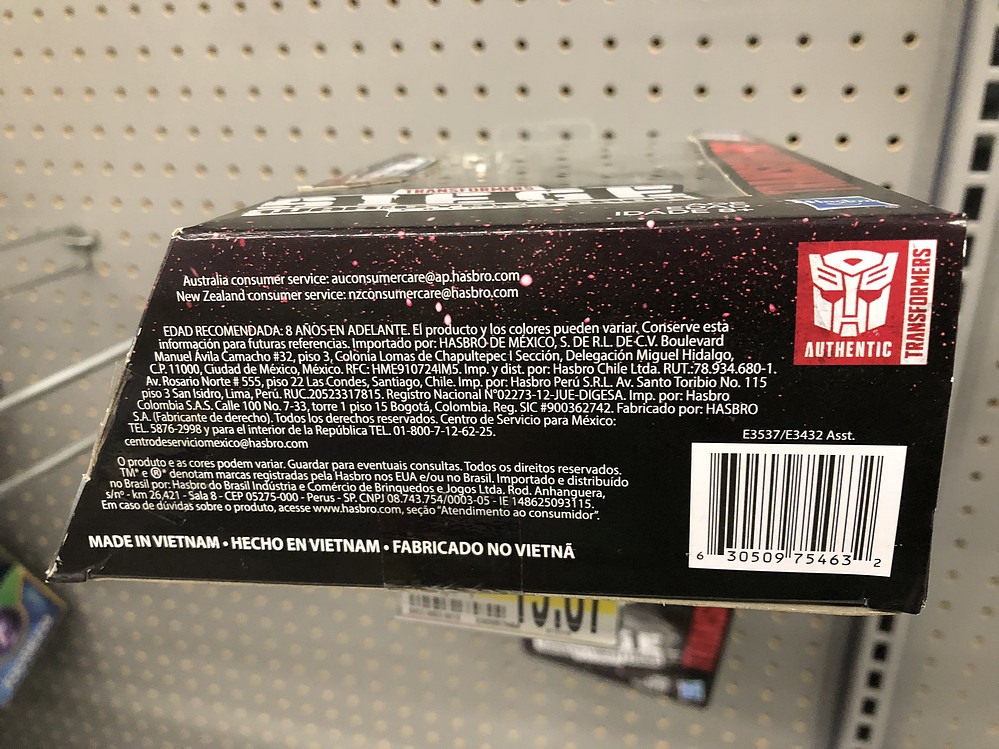 TRANSFORMERS
SIEGE
IDADE 8+
Hasbro
Australia consumer service: auconsumercare@ap.hasbro.com
New Zealand consumer service: nzconsumercare@hasbro.com
EDAD RECOMENDADA: 8 AÑOS EN ADELANTE. El producto y los colores pueden variar. Conserve esta
información para futuras referencias. Importado por: HASBRO DE MÉXICO, S. DE R.L. DE C.V. Boulevard
Manuel Ávila Camacho #32, piso 3, Colonia Lomas de Chapultepec I Sección, Delegación Miguel Hidalgo,
C.P. 11000, Ciudad de México, México. RFC: HME910724IM5. Imp. y dist. por: Hasbro Chile Ltda. RUT.:78.934.680-1.
Av. Rosario Norte # 555, piso 22 Las Condes, Santiago, Chile. Imp. por: Hasbro Perú S.R.L. Av. Santo Toribio No. 115
piso 3 San Isidro, Lima, Perú. RUC.20523317815. Registro Nacional N°02273-12-JUE-DIGESA. Imp. por: Hasbro
Colombia S.A.S. Calle 100 No. 7-33, torre 1 piso 15 Bogotá, Colombia. Reg. SIC #900362742. Fabricado por: HASBRO
S.A. (Fabricante de derecho). Todos los derechos reservados. Centro de Servicio para México:
TEL. 5876-2998 y para el interior de la República TEL. 01-800-7-12-62-25.
centrodeserviciomexico@hasbro.com
O produto e as cores podem variar. Guardar para eventuais consultas. Todos os direitos reservados.
TM* e ®* denotam marcas registradas pela Hasbro nos EUA e/ou no Brasil. Importado e distribuído
no Brasil por: Hasbro do Brasil Indústria e Comércio de Brinquedos e Jogos Ltda. Rod. Anhanguera,
s/nº - km 26,421 - Sala 8 - CEP 05275-000 - Perus - SP. CNPJ 08.743.754/0003-05 - IE 148625093115.
Em caso de dúvidas sobre o produto, acesse www.hasbro.com, seção "Atendimento ao consumidor".
MADE IN VIETNAM • HECHO EN VIETNAM • FABRICADO NO VIETNÃ
AUTHENTIC
TRANSFORMERS
E3537/E3432 Asst.
6 30509 75463 2